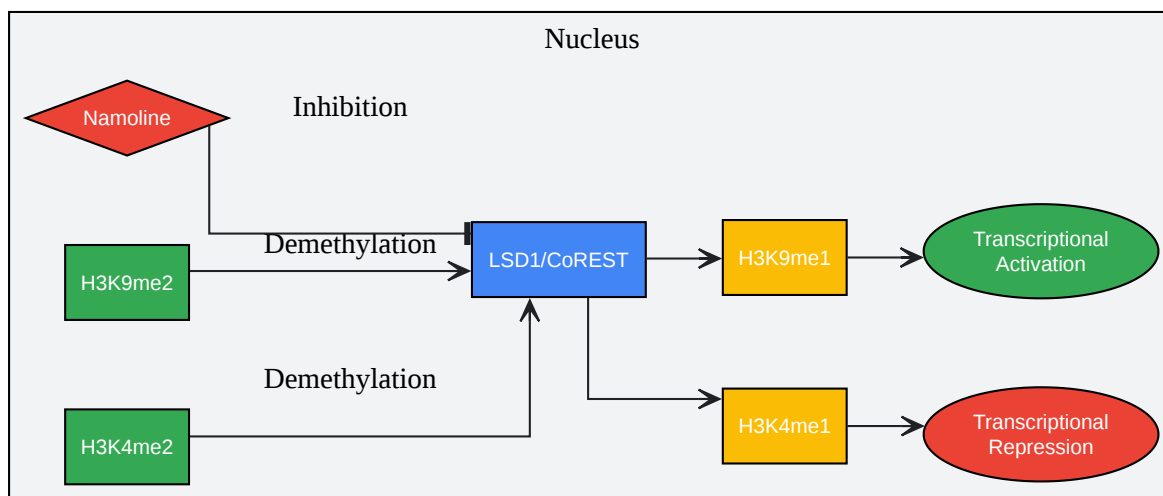 Nucleus
Namoline
Inhibition
Demethylation
H3K9me2
LSD1/CoREST
H3K9me1
Transcriptional
Activation
Demethylation
H3K4me2
H3K4me1
Transcriptional
Repression